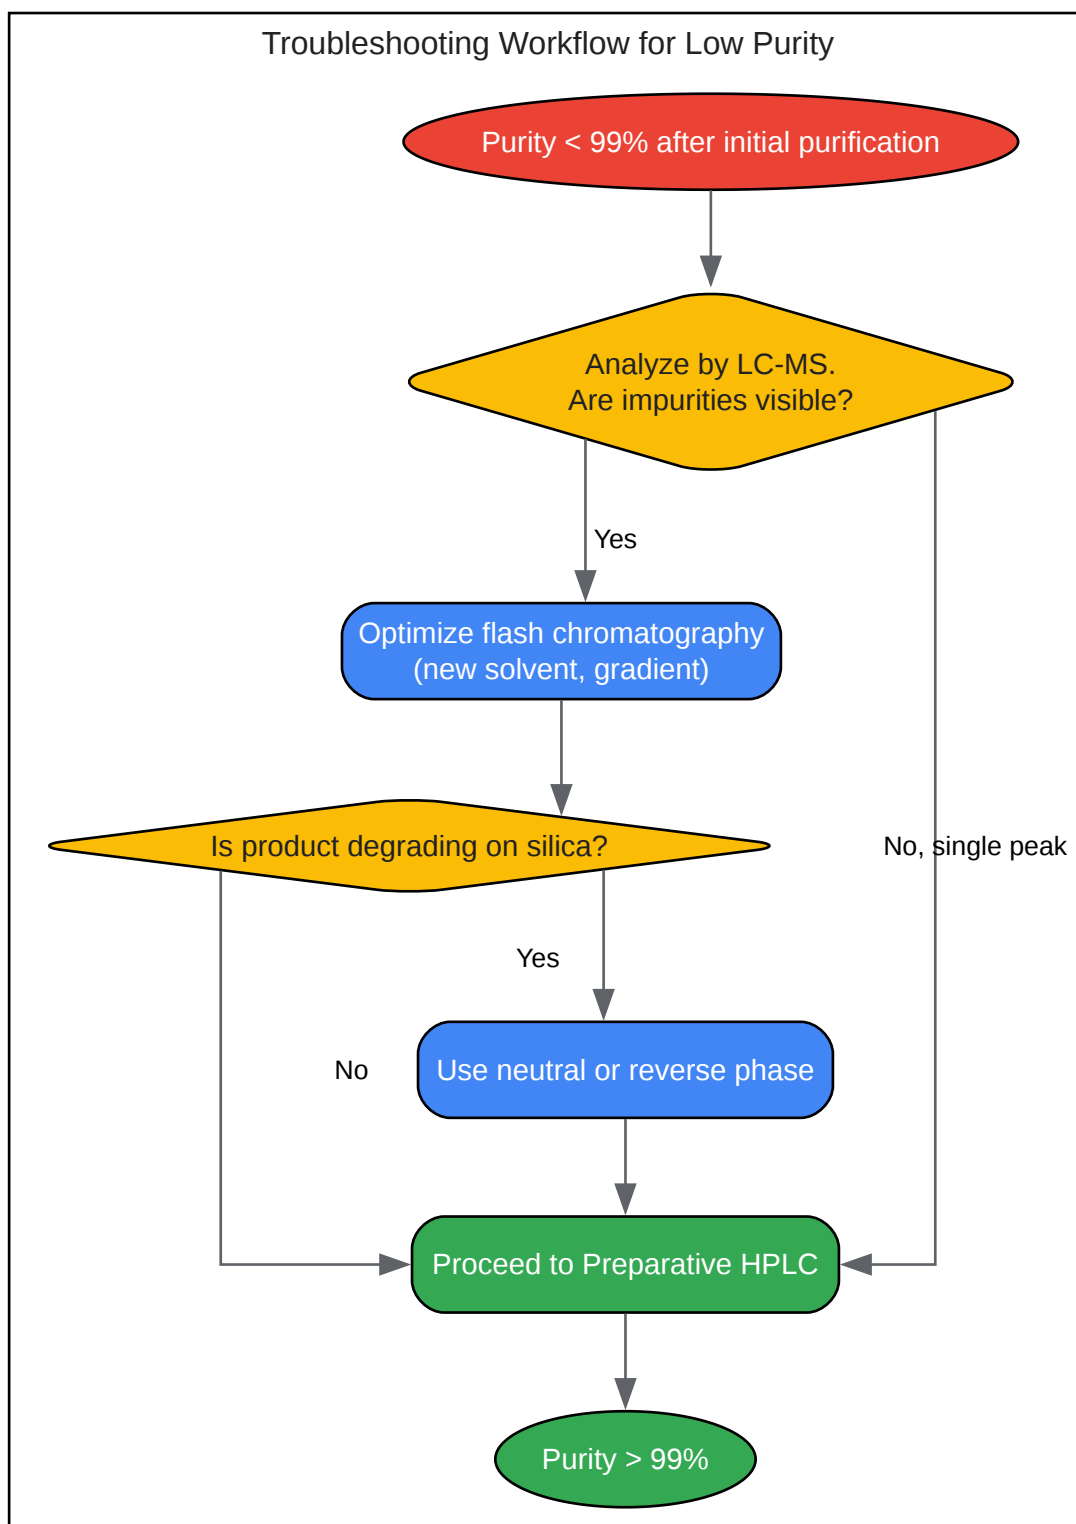 Troubleshooting Workflow for Low Purity
Purity < 99% after initial purification
Analyze by LC-MS.
Are impurities visible?
Yes
Optimize flash chromatography
(new solvent, gradient)
Is product degrading on silica?
No, single peak
Yes
No
Use neutral or reverse phase
Proceed to Preparative HPLC
Purity > 99%